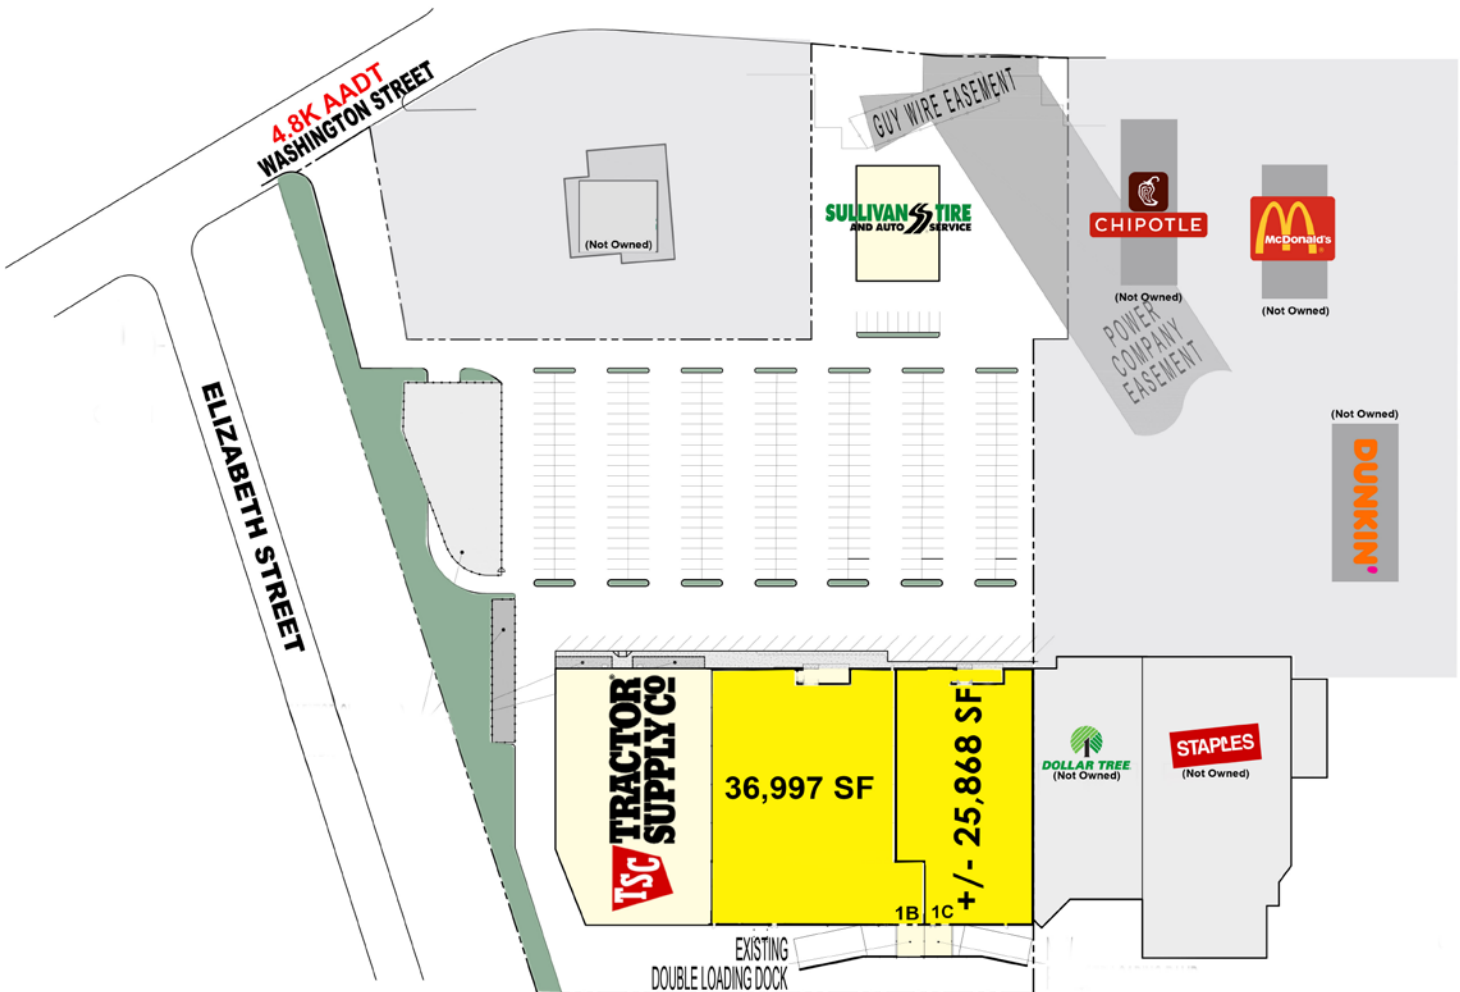 4.8K AADT
WASHINGTON STREET
GUY WIRE EASEMENT
(Not Owned)
SULLIVAN TIRE
AND AUTO SERVICE
CHIPOTLE
(Not Owned)
McDonald's
(Not Owned)
POWER
COMPANY
EASEMENT
ELIZABETH STREET
(Not Owned)
DUNKIN'
TSC
TRACTOR
SUPPLY CO
36,997 SF
+/- 25,868 SF
DOLLAR TREE
(Not Owned)
STAPLES
(Not Owned)
1B
1C
EXISTING
DOUBLE LOADING DOCK